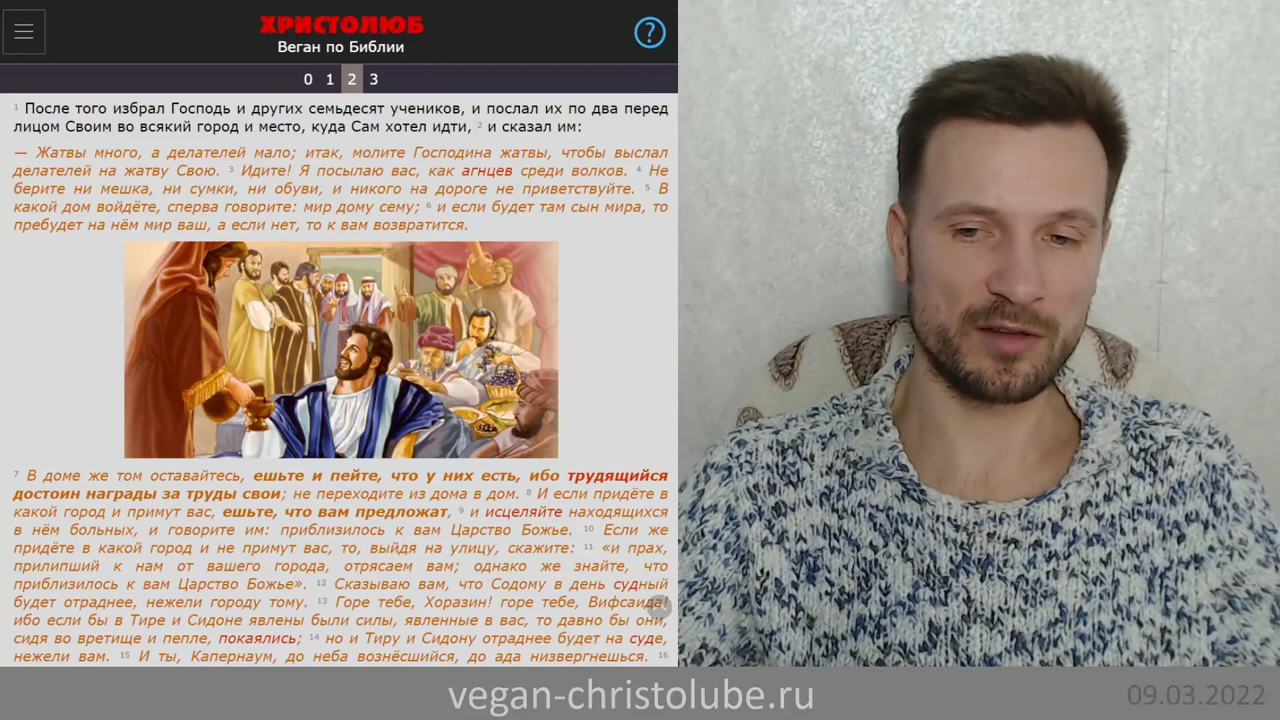 ХРИСТОЛЮБ
Веган по Библии
?
0 1 2 3
1 После того избрал Господь и других семьдесят учеников, и послал их по два перед
лицом Своим во всякий город и место, куда Сам хотел идти, 2 и сказал им:
— Жатвы много, а делателей мало; итак, молите Господина жатвы, чтобы выслал
делателей на жатву Свою. 3 Идите! Я посылаю вас, как агнцев среди волков. 4 Не
берите ни мешка, ни сумки, ни обуви, и никого на дороге не приветствуйте. 5 В
какой дом войдёте, сперва говорите: мир дому сему; 6 и если будет там сын мира, то
пребудет на нём мир ваш, а если нет, то к вам возвратится.
7 В доме же том оставайтесь, ешьте и пейте, что у них есть, ибо трудящийся
достоин награды за труды свои; не переходите из дома в дом. 8 И если придёте в
какой город и примут вас, ешьте, что вам предложат, 9 и исцеляйте находящихся
в нём больных, и говорите им: приблизилось к вам Царство Божье. 10 Если же
придёте в какой город и не примут вас, то, выйдя на улицу, скажите: 11 «и прах,
прилипший к нам от вашего города, отрясаем вам; однако же знайте, что
приблизилось к вам Царство Божье». 12 Сказываю вам, что Содому в день судный
будет отраднее, нежели городу тому. 13 Горе тебе, Хоразин! горе тебе, Вифсаида!
ибо если бы в Тире и Сидоне явлены были силы, явленные в вас, то давно бы они,
сидя во вретище и пепле, покаялись; 14 но и Тиру и Сидону отраднее будет на суде,
нежели вам. 15 И ты, Капернаум, до неба вознёсшийся, до ада низвергнешься. 16
vegan-christolube.ru
09.03.2022